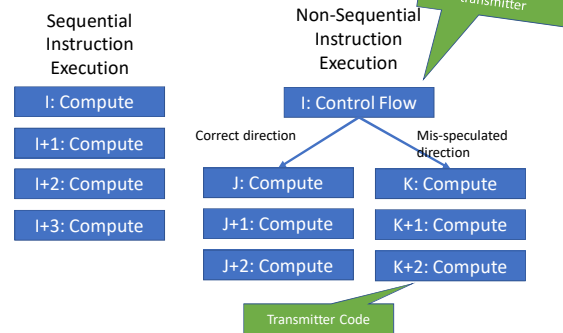 Sequential
Instruction
Execution
I: Compute
I+1: Compute
I+2: Compute
I+3: Compute
Non-Sequential
Instruction
Execution
transmitter
I: Control Flow
Correct direction
Mis-speculated
direction
J: Compute
J+1: Compute
J+2: Compute
K: Compute
K+1: Compute
K+2: Compute
Transmitter Code